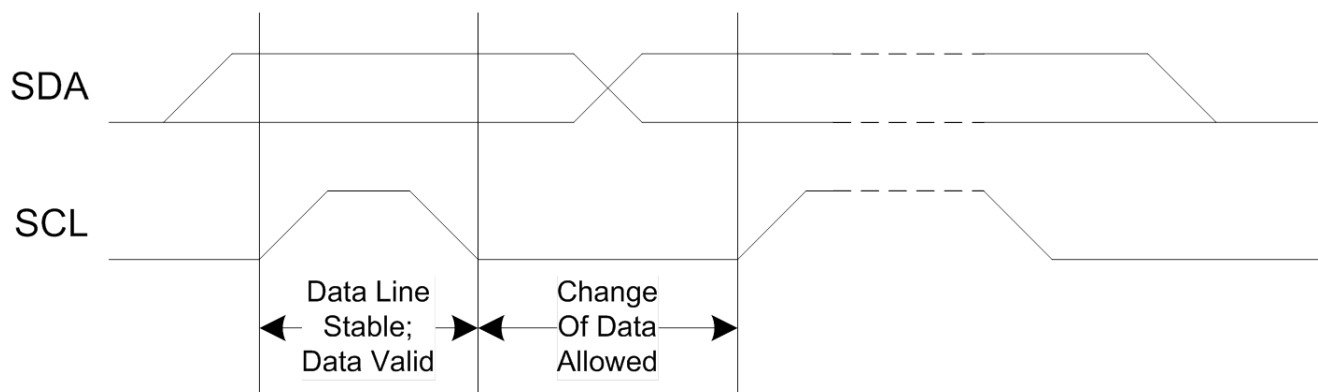 SDA
SCL
Data Line
Stable;
Data Valid
Change
Of Data
Allowed